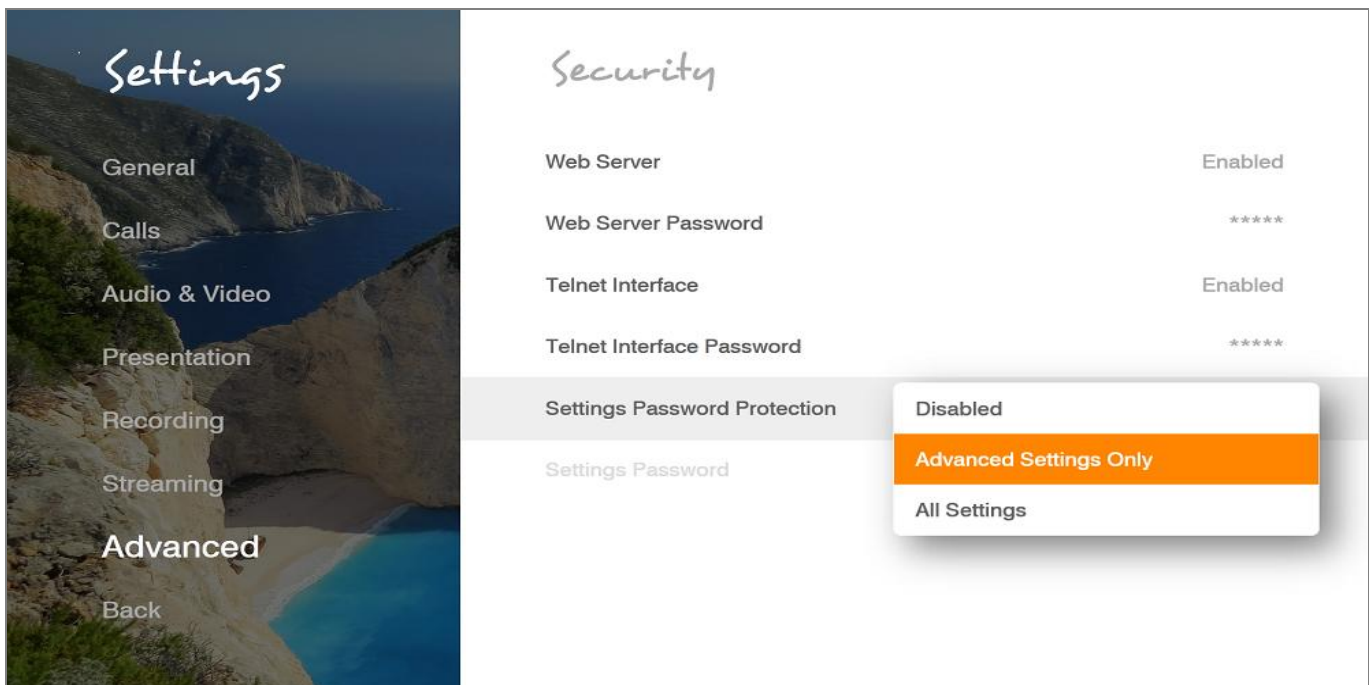 Settings
General
Calls
Audio & Video
Presentation
Recording
Streaming
Advanced
Back
Security
Web Server Enabled
Web Server Password *****
Telnet Interface Enabled
Telnet Interface Password *****
Settings Password Protection Disabled
Advanced Settings Only
Settings Password
All Settings